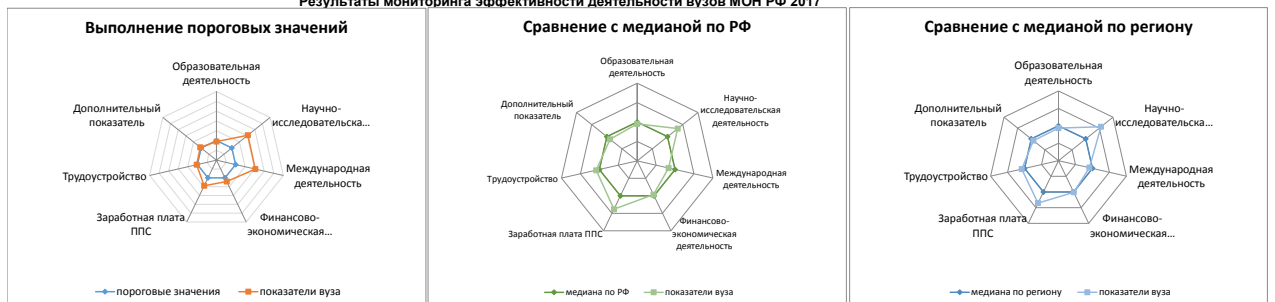 Результаты мониторинга эффективности деятельности вузов МОН РФ 2017
Выполнение пороговых значений
Образовательная
деятельность
Научно-
исследовательска...
Международная
деятельность
Финансово-
экономическая...
Заработная плата
ППС
Трудоустройство
Дополнительный
показатель
пороговые значения
показатели вуза
Сравнение с медианой по РФ
Образовательная
деятельность
Научно-
исследовательская
деятельность
Международная
деятельность
Финансово-
экономическая
деятельность
Заработная плата ППС
Трудоустройство
Дополнительный
показатель
медиана по РФ
показатели вуза
Сравнение с медианой по региону
Образовательная
деятельность
Научно-
исследовательска...
Международная
деятельность
Финансово-
экономическая...
Заработная плата
ППС
Трудоустройство
Дополнительный
показатель
медиана по региону
показатели вуза